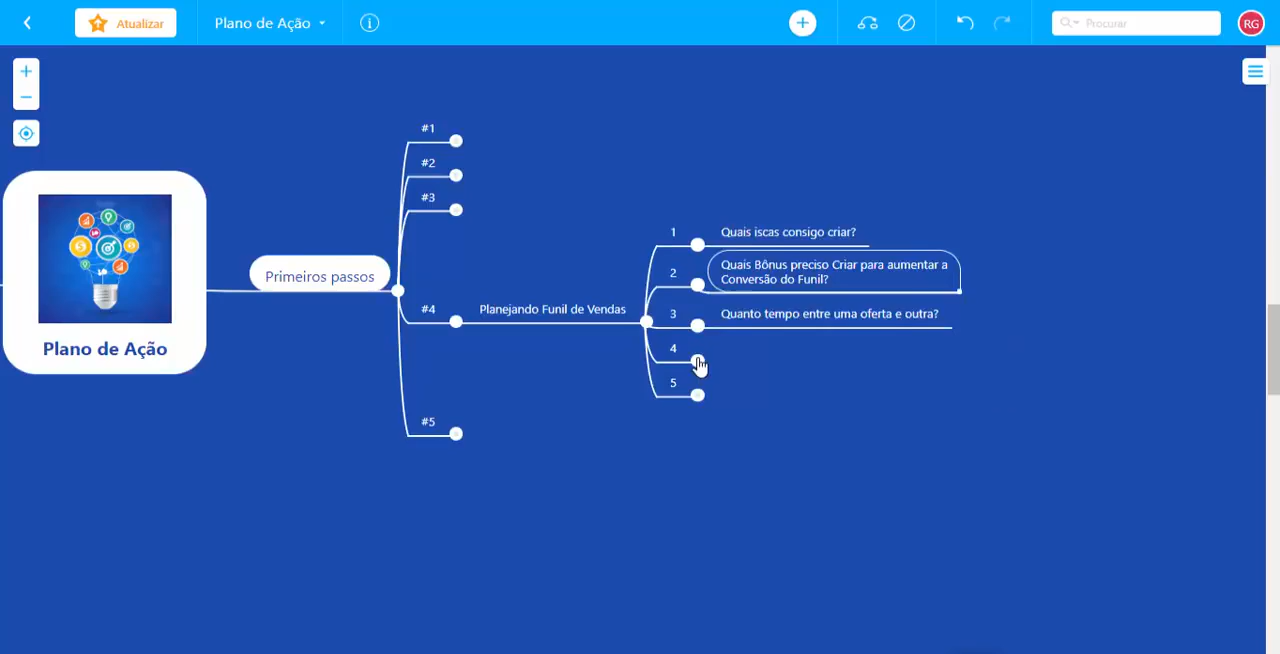 Atualizar
Plano de Ação
RG
Procurar
#1
#2
#3
1
Quais iscas consigo criar?
2
Quais Bônus preciso Criar para aumentar a
Conversão do Funil?
Primeiros passos
#4
Planejando Funil de Vendas
3
Quanto tempo entre uma oferta e outra?
Plano de Ação
4
5
#5